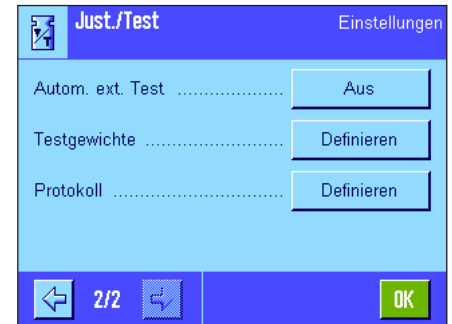 Just./Test Einstellungen
Autom. ext. Test .................... Aus
Testgewichte ......................... Definieren
Protokoll ............................... Definieren
2/2 OK